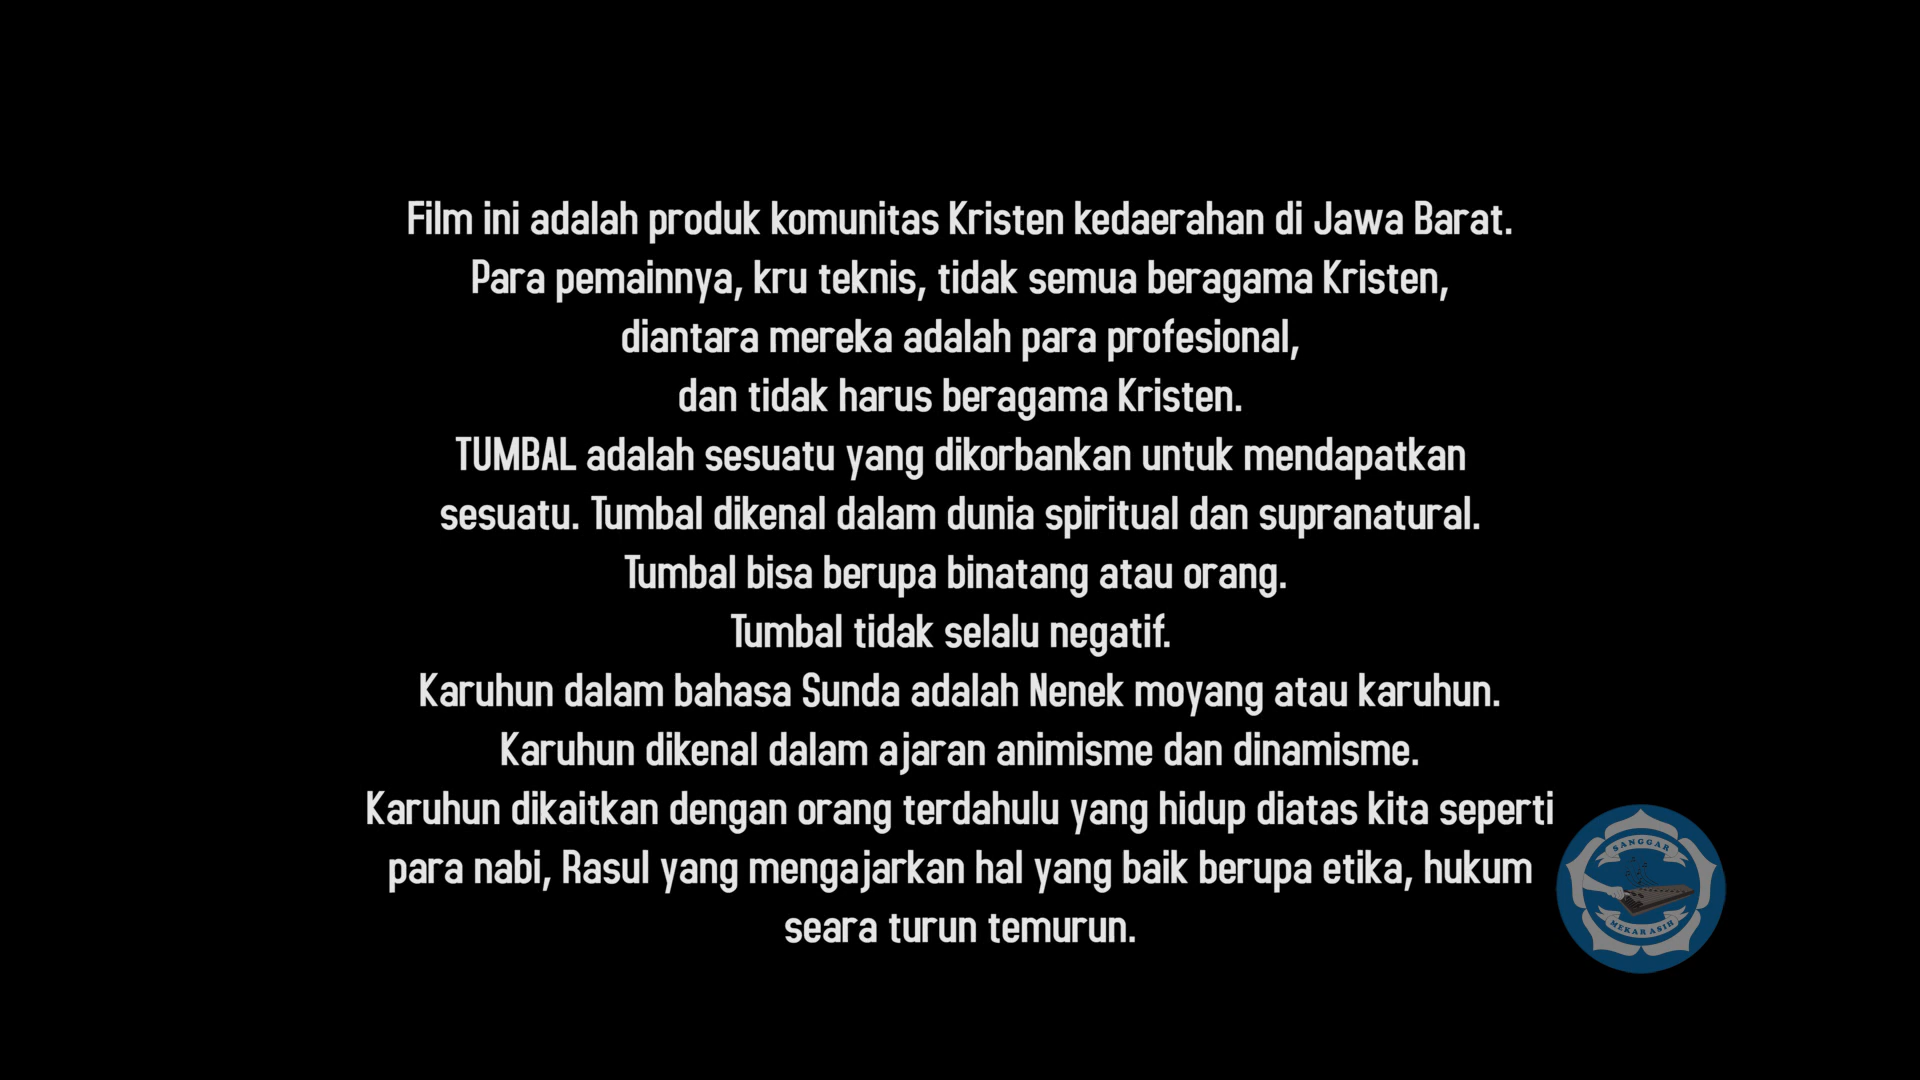 Film ini adalah produk komunitas Kristen kedaerahan di Jawa Barat.
Para pemainnya, kru teknis, tidak semua beragama Kristen,
diantara mereka adalah para profesional,
dan tidak harus beragama Kristen.
TUMBAL adalah sesuatu yang dikorbankan untuk mendapatkan
sesuatu. Tumbal dikenal dalam dunia spiritual dan supranatural.
Tumbal bisa berupa binatang atau orang.
Tumbal tidak selalu negatif.
Karuhun dalam bahasa Sunda adalah Nenek moyang atau karuhun.
Karuhun dikenal dalam ajaran animisme dan dinamisme.
Karuhun dikaitkan dengan orang terdahulu yang hidup diatas kita seperti
para nabi, Rasul yang mengajarkan hal yang baik berupa etika, hukum
seara turun temurun.
SANGGAR
MEKAR ASIH